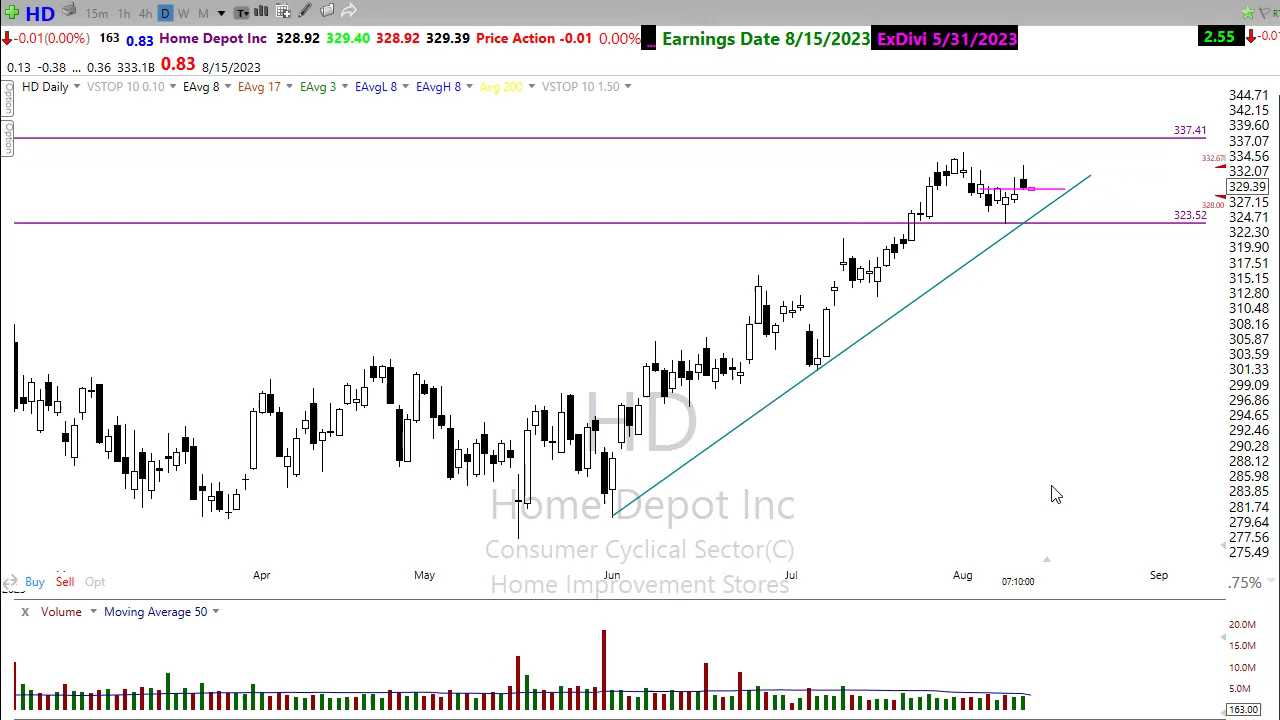 HD 15m 1h 4h D W M T
-0.01(0.00%) 163 0.83 Home Depot Inc 328.92 329.40 328.92 329.39 Price Action -0.01 0.00% ... Earnings Date 8/15/2023 ExDivi 5/31/2023 2.55 -0.01
0.13 -0.38 ... 0.36 333.1B 0.83 8/15/2023
HD Daily VSTOP 10 0.10 EAvg 8 EAvg 17 EAvg 3 EAvgL 8 EAvgH 8 Avg 200 VSTOP 10 1.50
Option
Option
344.71
342.15
339.60
337.41
337.07
334.56
332.67
332.07
329.39
328.00
327.15
323.52
324.71
322.30
319.90
317.51
315.15
312.80
310.48
308.16
305.87
303.59
301.33
299.09
296.86
294.65
292.46
290.28
288.12
285.98
283.85
281.74
279.64
277.56
275.49
HD
Home Depot Inc
Consumer Cyclical Sector(C)
Home Improvement Stores
Apr May Jun Jul Aug Sep
07:10:00
Buy Sell Opt
.75%
X Volume Moving Average 50
20.0M
15.0M
10.0M
5.0M
163.00